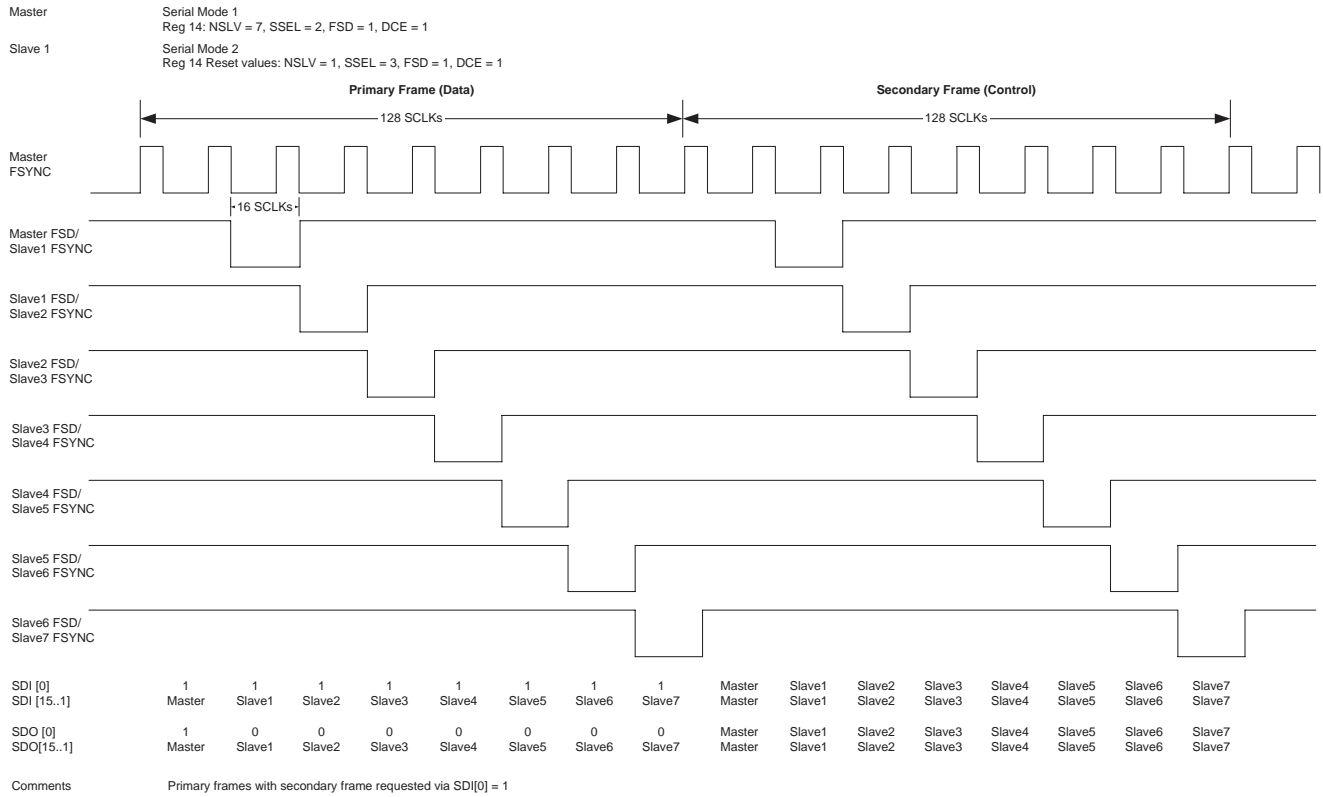 Master Serial Mode 1
Reg 14: NSLV = 7, SSEL = 2, FSD = 1, DCE = 1
Slave 1 Serial Mode 2
Reg 14 Reset values: NSLV = 1, SSEL = 3, FSD = 1, DCE = 1
Primary Frame (Data) Secondary Frame (Control)
128 SCLKs 128 SCLKs
Master
FSYNC
16 SCLKs
Master FSD/
Slave1 FSYNC
Slave1 FSD/
Slave2 FSYNC
Slave2 FSD/
Slave3 FSYNC
Slave3 FSD/
Slave4 FSYNC
Slave4 FSD/
Slave5 FSYNC
Slave5 FSD/
Slave6 FSYNC
Slave6 FSD/
Slave7 FSYNC
SDI [0] 1 1 1 1 1 1 1 1 Master Slave1 Slave2 Slave3 Slave4 Slave5 Slave6 Slave7
SDI [15..1] Master Slave1 Slave2 Slave3 Slave4 Slave5 Slave6 Slave7 Master Slave1 Slave2 Slave3 Slave4 Slave5 Slave6 Slave7
SDO [0] 1 0 0 0 0 0 0 0 Master Slave1 Slave2 Slave3 Slave4 Slave5 Slave6 Slave7
SDO[15..1] Master Slave1 Slave2 Slave3 Slave4 Slave5 Slave6 Slave7 Master Slave1 Slave2 Slave3 Slave4 Slave5 Slave6 Slave7
Comments Primary frames with secondary frame requested via SDI[0] = 1